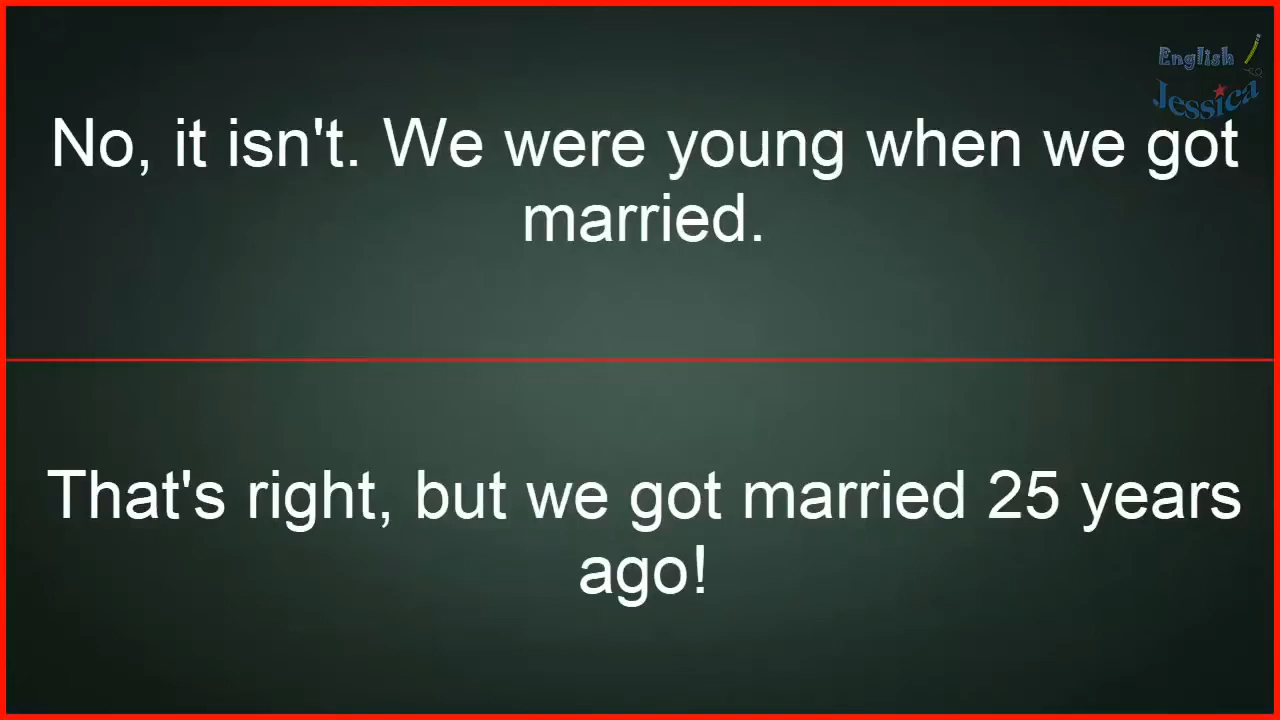 English
Jessica
No, it isn't. We were young when we got
married.
That's right, but we got married 25 years
ago!